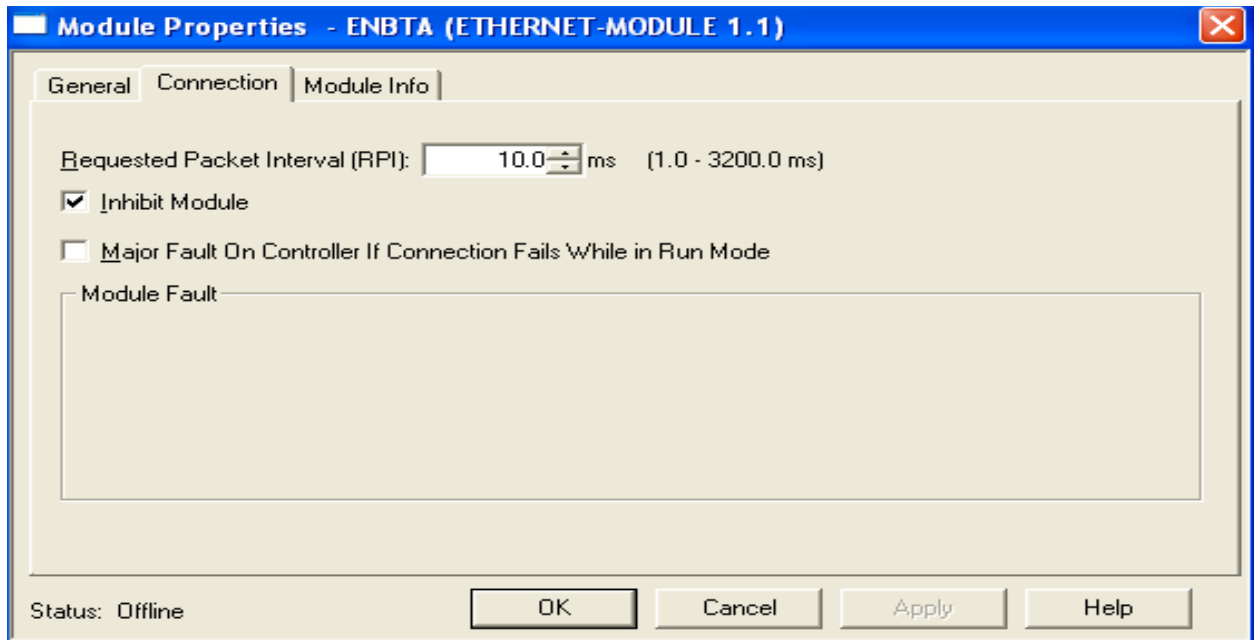 Module Properties - ENBTA (ETHERNET-MODULE 1.1)
General Connection Module Info
Requested Packet Interval (RPI): 10.0 ms (1.0 - 3200.0 ms)
Inhibit Module
Major Fault On Controller If Connection Fails While in Run Mode
Module Fault
Status: Offline OK Cancel Apply Help